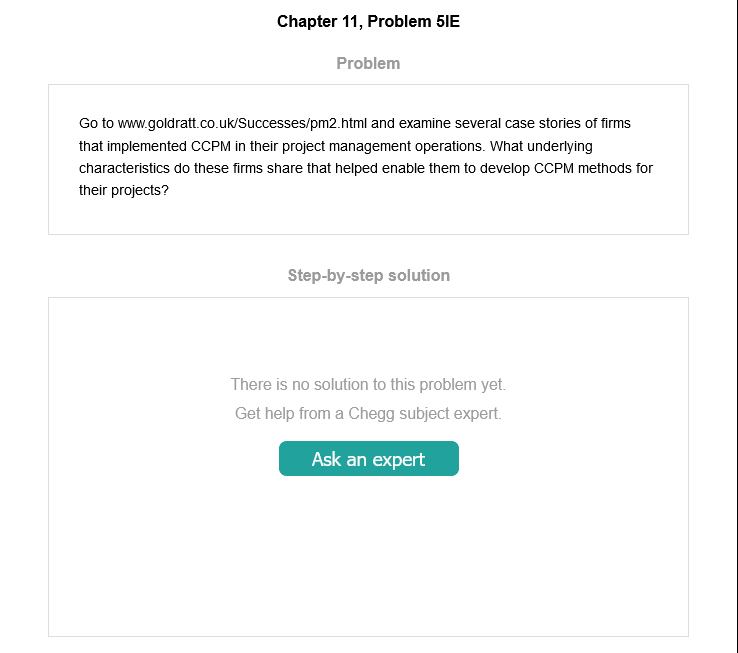 Chapter 11, Problem 5IE
Problem
Go to www.goldratt.co.uk/Successes/pm2.html and examine several case stories of firms
that implemented CCPM in their project management operations. What underlying
characteristics do these firms share that helped enable them to develop CCPM methods for
their projects?
Step-by-step solution
There is no solution to this problem yet.
Get help from a Chegg subject expert.
Ask an expert